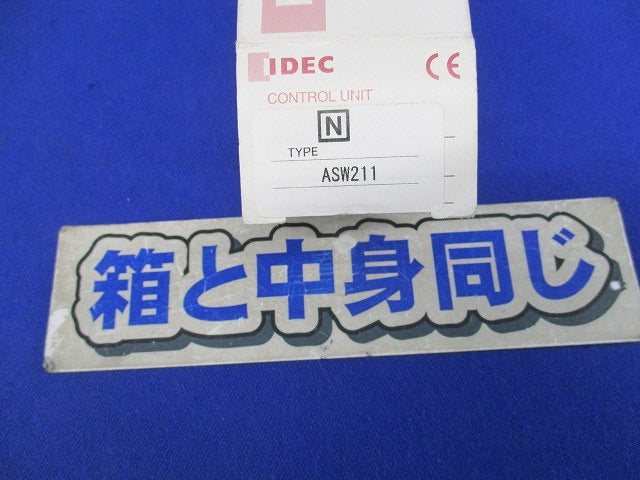 IDEC
CE
CONTROL UNIT
N
TYPE
ASW211
箱と中身同じ